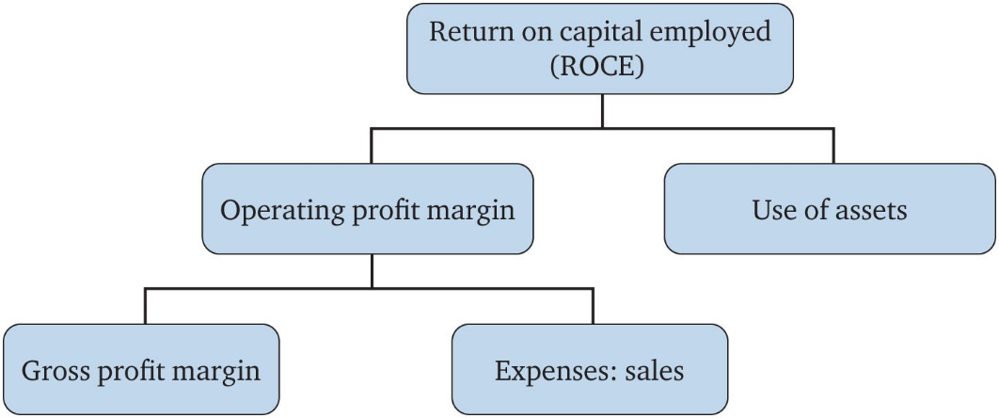 Return on capital employed
(ROCE)
Operating profit margin
Use of assets
Gross profit margin
Expenses: sales